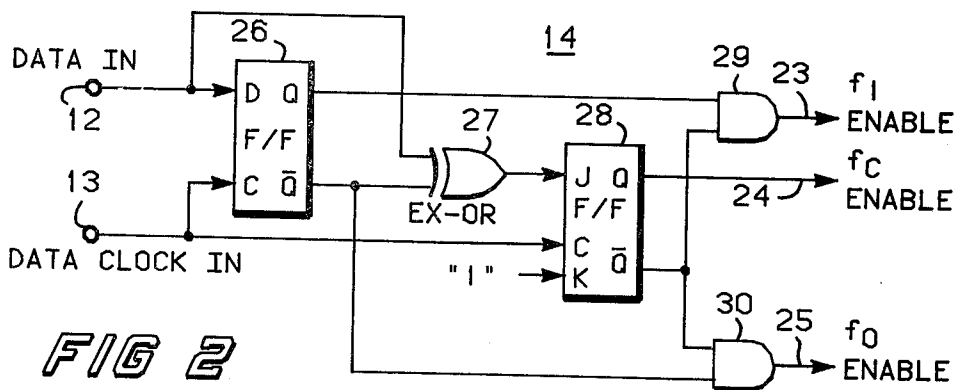 14
DATA IN
12
26
D Q
F/F
C Q̅
13
DATA CLOCK IN
27
EX-OR
"1"
28
J Q
F/F
C Q̅
K
29
23
f1
ENABLE
24
fC
ENABLE
30
25
f0
ENABLE
FIG 2